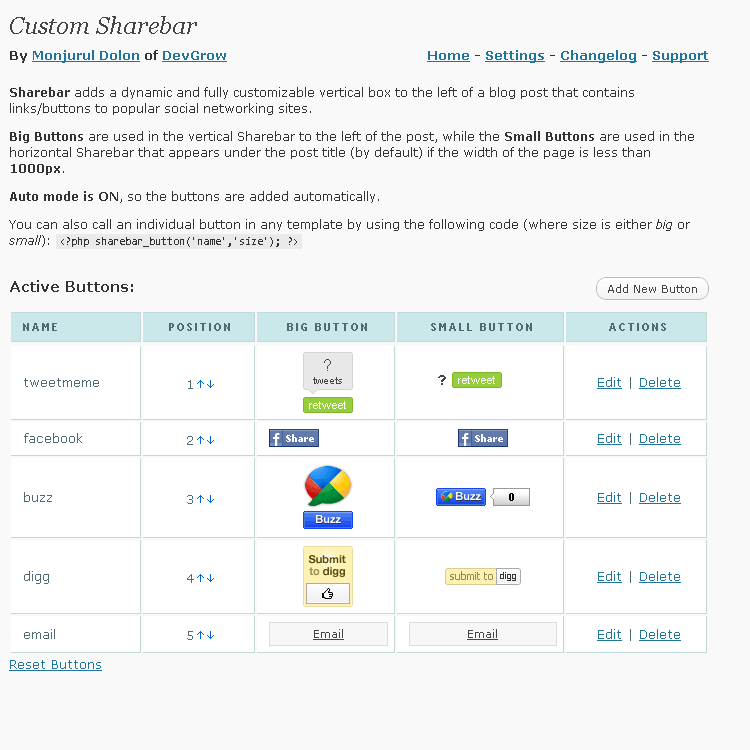 Custom Sharebar
By Monjurul Dolon of DevGrow
Home - Settings - Changelog - Support
Sharebar adds a dynamic and fully customizable vertical box to the left of a blog post that contains
links/buttons to popular social networking sites.
Big Buttons are used in the vertical Sharebar to the left of the post, while the Small Buttons are used in the
horizontal Sharebar that appears under the post title (by default) if the width of the page is less than
1000px.
Auto mode is ON, so the buttons are added automatically.
You can also call an individual button in any template by using the following code (where size is either big or
small): <?php sharebar_button('name','size'); ?>
Active Buttons:
Add New Button
NAME POSITION BIG BUTTON SMALL BUTTON ACTIONS
?
tweets
tweetmeme 1↑↓ ? retweet Edit | Delete
retweet
facebook 2↑↓ f Share f Share Edit | Delete
buzz 3↑↓ Buzz 0 Edit | Delete
Buzz
Submit
to digg
digg 4↑↓ submit to digg Edit | Delete
email 5↑↓ Email Email Edit | Delete
Reset Buttons